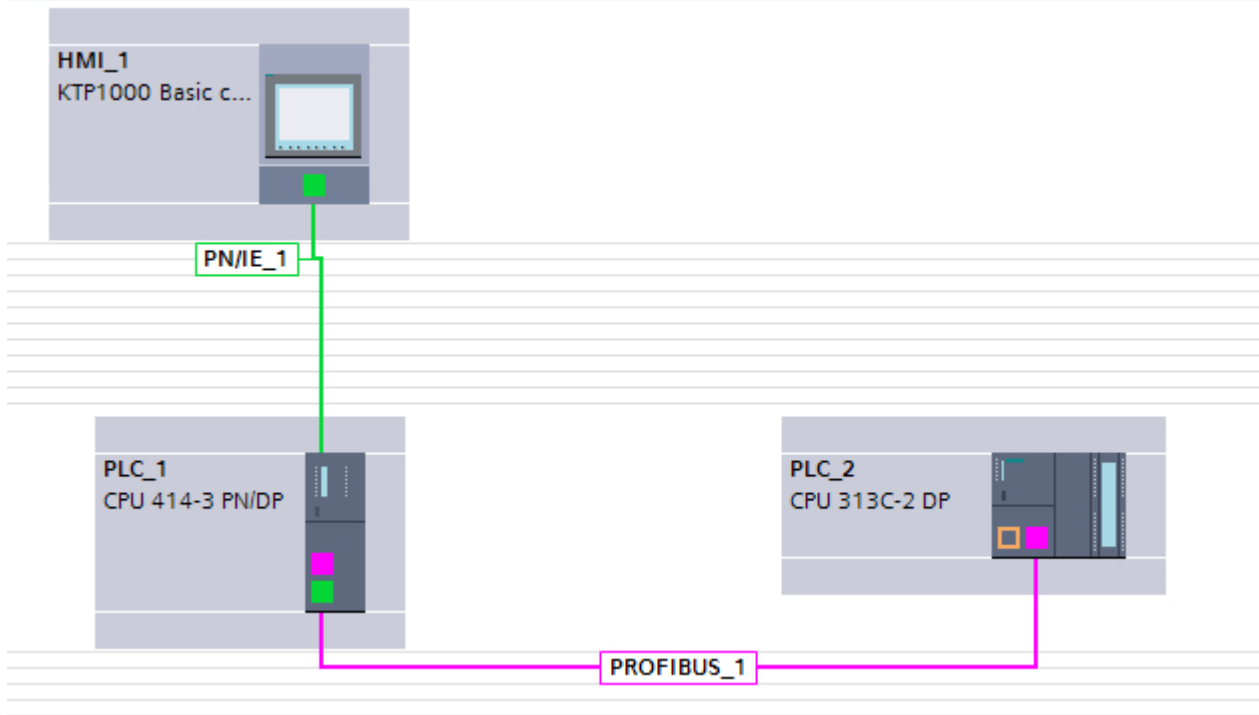 HMI_1
KTP1000 Basic c...
PN/IE_1
PLC_1
CPU 414-3 PN/DP
PLC_2
CPU 313C-2 DP
PROFIBUS_1